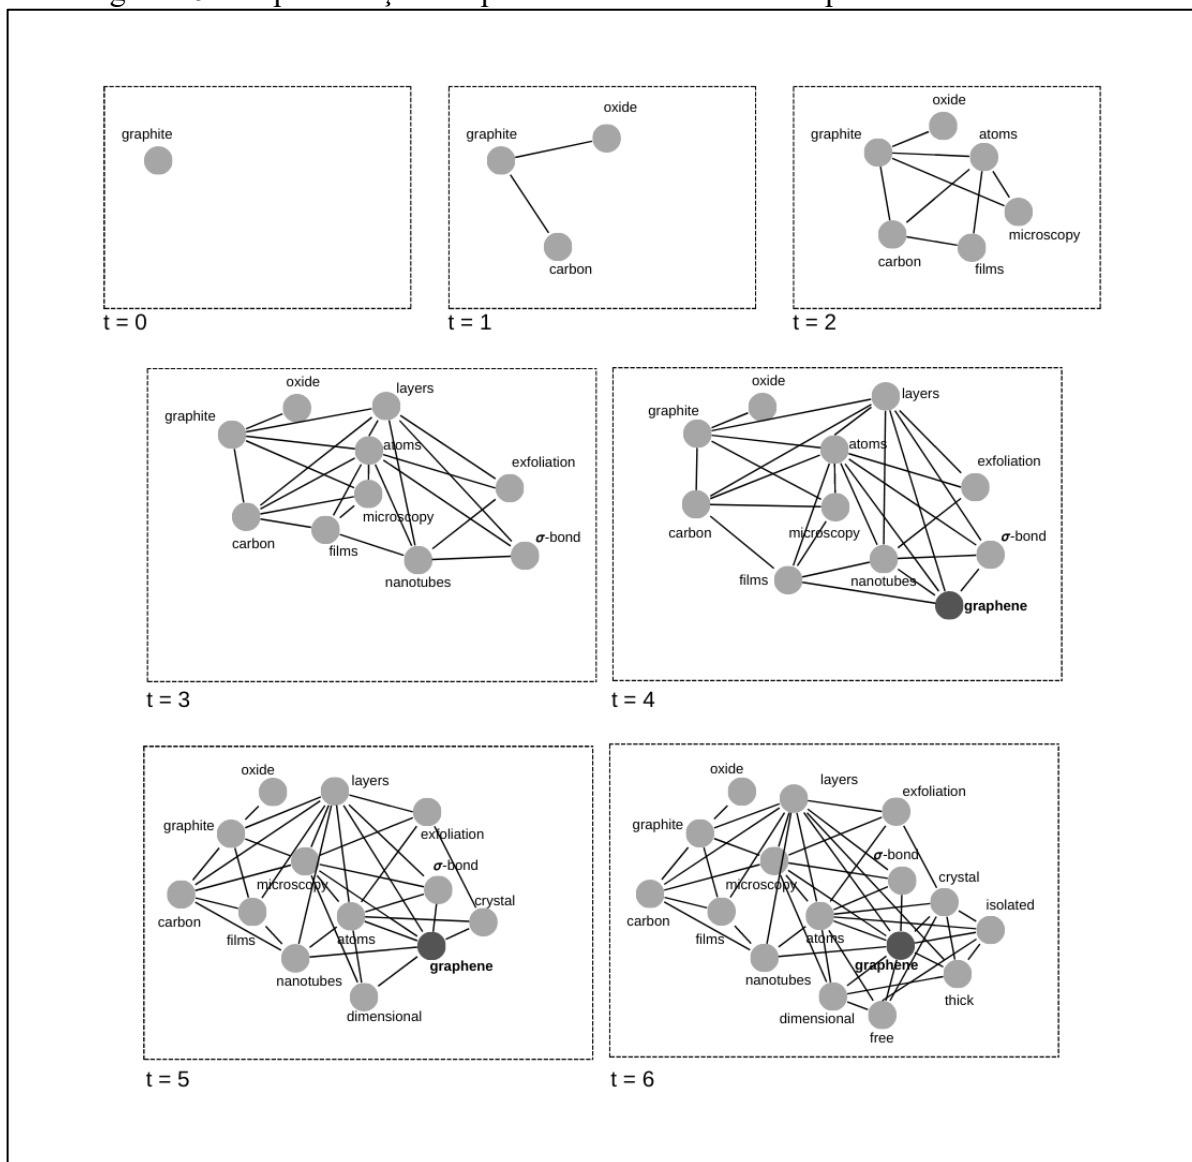 graphite
t = 0
oxide
graphite
carbon
t = 1
oxide
graphite
atoms
microscopy
carbon
films
t = 2
oxide
layers
graphite
atoms
exfoliation
microscopy
σ-bond
carbon
films
nanotubes
t = 3
oxide
layers
graphite
atoms
exfoliation
carbon
microscopy
σ-bond
films
nanotubes
graphene
t = 4
oxide
layers
graphite
exfoliation
σ-bond
microscopy
crystal
carbon
films
atoms
graphene
nanotubes
dimensional
t = 5
oxide
layers
exfoliation
graphite
σ-bond
crystal
microscopy
isolated
carbon
films
atoms
graphene
nanotubes
thick
dimensional
free
t = 6